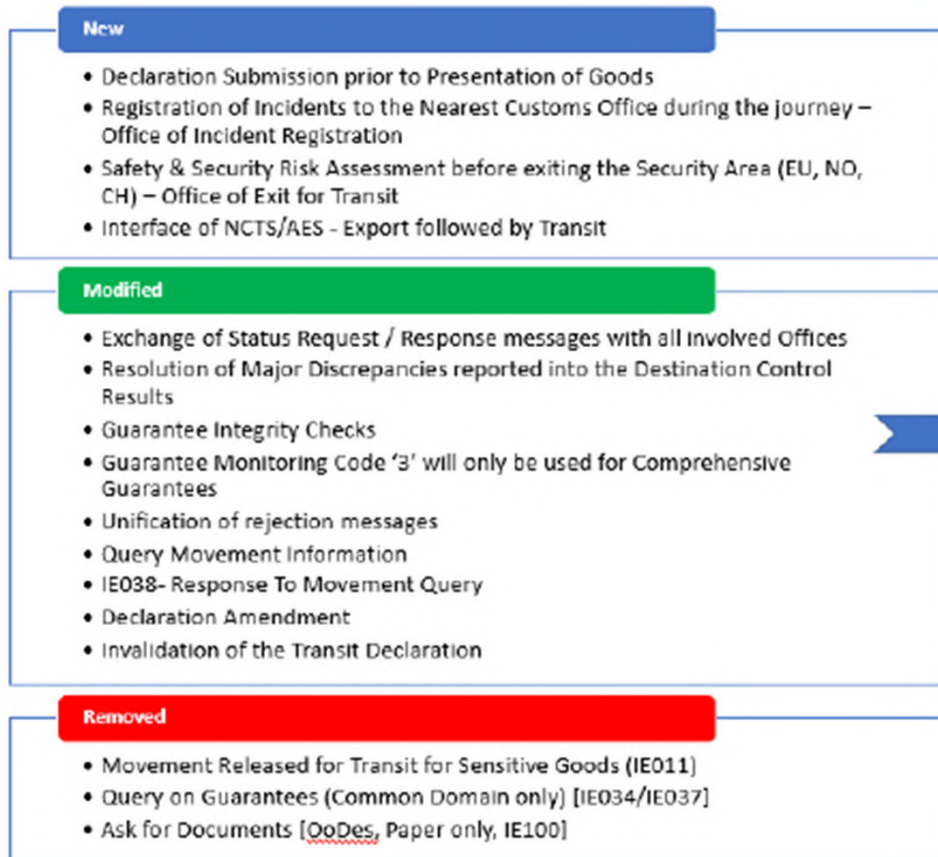 New
• Declaration Submission prior to Presentation of Goods
• Registration of Incidents to the Nearest Customs Office during the journey –
Office of Incident Registration
• Safety & Security Risk Assessment before exiting the Security Area (EU, NO,
CH) – Office of Exit for Transit
• Interface of NCTS/AES - Export followed by Transit
Modified
• Exchange of Status Request / Response messages with all involved Offices
• Resolution of Major Discrepancies reported into the Destination Control
Results
• Guarantee Integrity Checks
• Guarantee Monitoring Code ‘3’ will only be used for Comprehensive
Guarantees
• Unification of rejection messages
• Query Movement Information
• IE038- Response To Movement Query
• Declaration Amendment
• Invalidation of the Transit Declaration
Removed
• Movement Released for Transit for Sensitive Goods (IE011)
• Query on Guarantees (Common Domain only) [IE034/IE037]
• Ask for Documents [OoDes, Paper only, IE100]